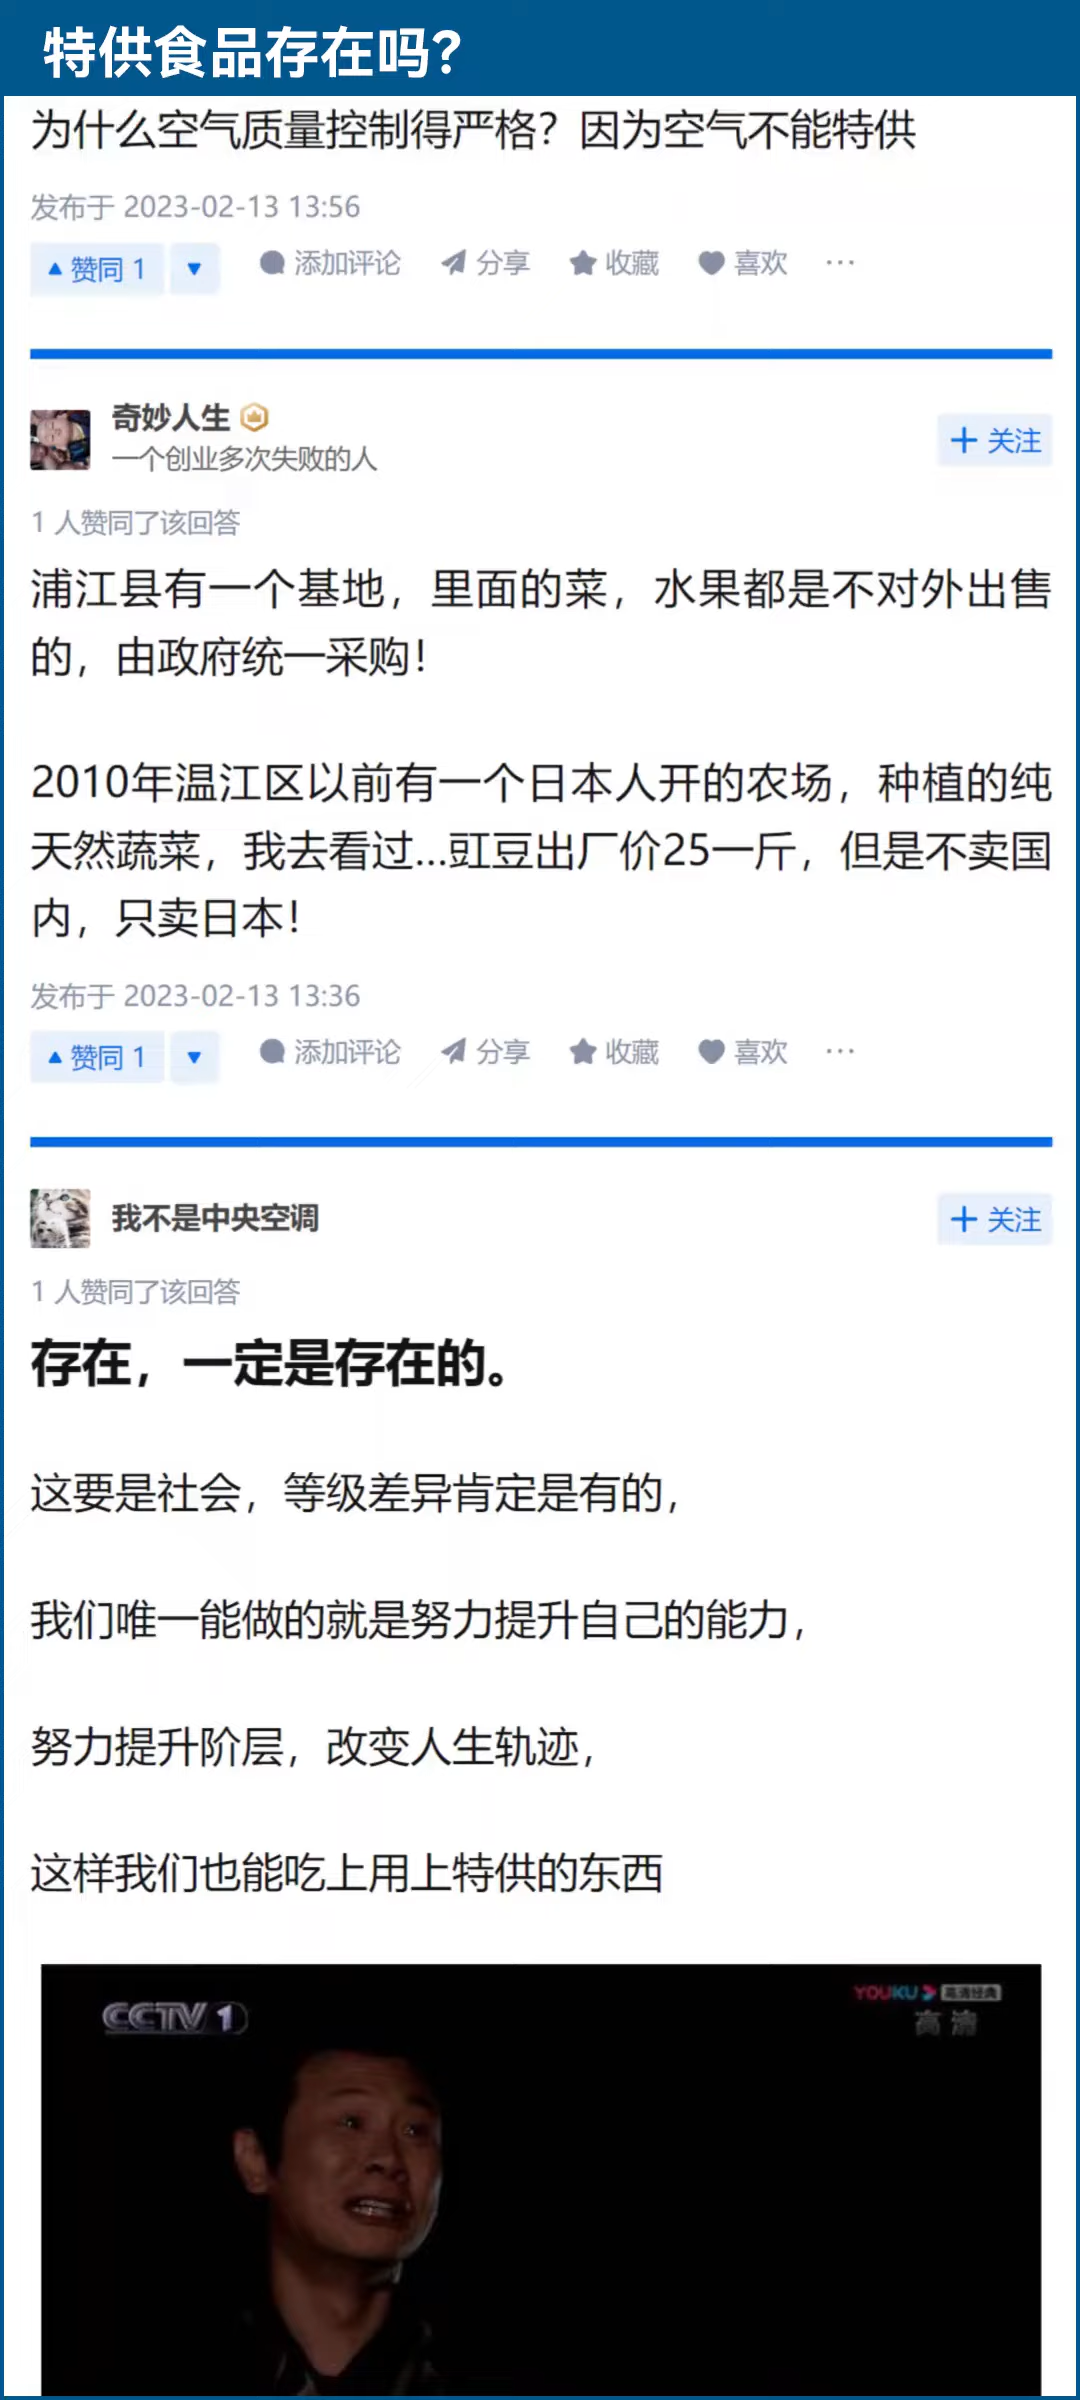 特供食品存在吗？
为什么空气质量控制得严格？因为空气不能特供
发布于 2023-02-13 13:56
赞同 1 添加评论 分享 收藏 喜欢 ···
奇妙人生
一个创业多次失败的人
+ 关注
1 人赞同了该回答
浦江县有一个基地，里面的菜，水果都是不对外出售
的，由政府统一采购！
2010年温江区以前有一个日本人开的农场，种植的纯
天然蔬菜，我去看过...豇豆出厂价25一斤，但是不卖国
内，只卖日本！
发布于 2023-02-13 13:36
赞同 1 添加评论 分享 收藏 喜欢 ···
我不是中央空调
+ 关注
1 人赞同了该回答
存在，一定是存在的。
这要是社会，等级差异肯定是有的，
我们唯一能做的就是努力提升自己的能力，
努力提升阶层，改变人生轨迹，
这样我们也能吃上用上特供的东西
CCTV 1
YOUKU 高清经典
高 清